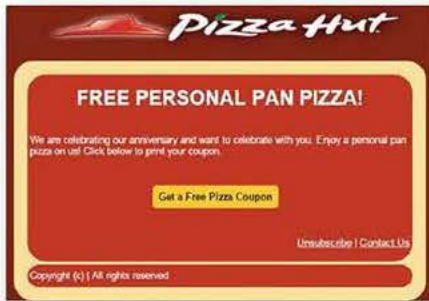 Pizza Hut
FREE PERSONAL PAN PIZZA!
We are celebrating our anniversary and want to celebrate with you. Enjoy a personal pan
pizza on us! Click below to print your coupon.
Get a Free Pizza Coupon
Unsubscribe | Contact Us
Copyright (c) | All rights reserved